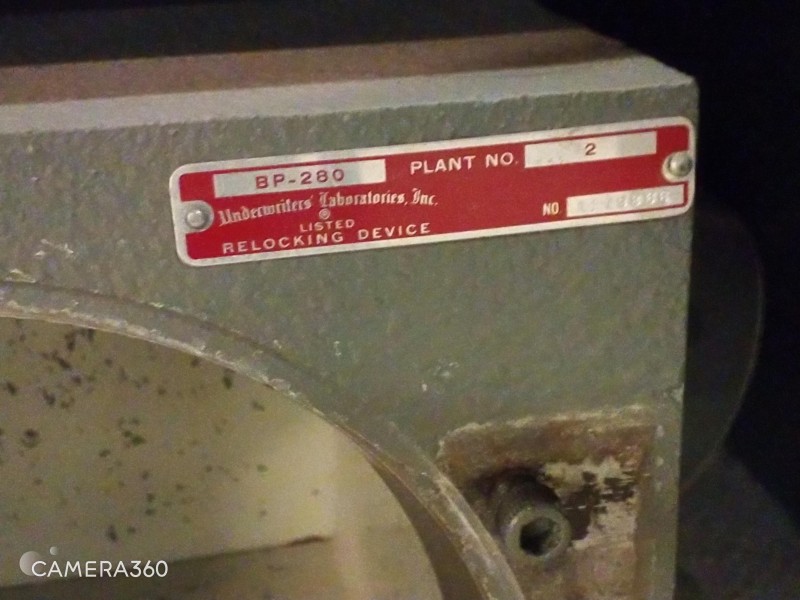 BP-280 PLANT NO. 2
Underwriters' Laboratories, Inc.
®
LISTED NO.
RELOCKING DEVICE
CAMERA360